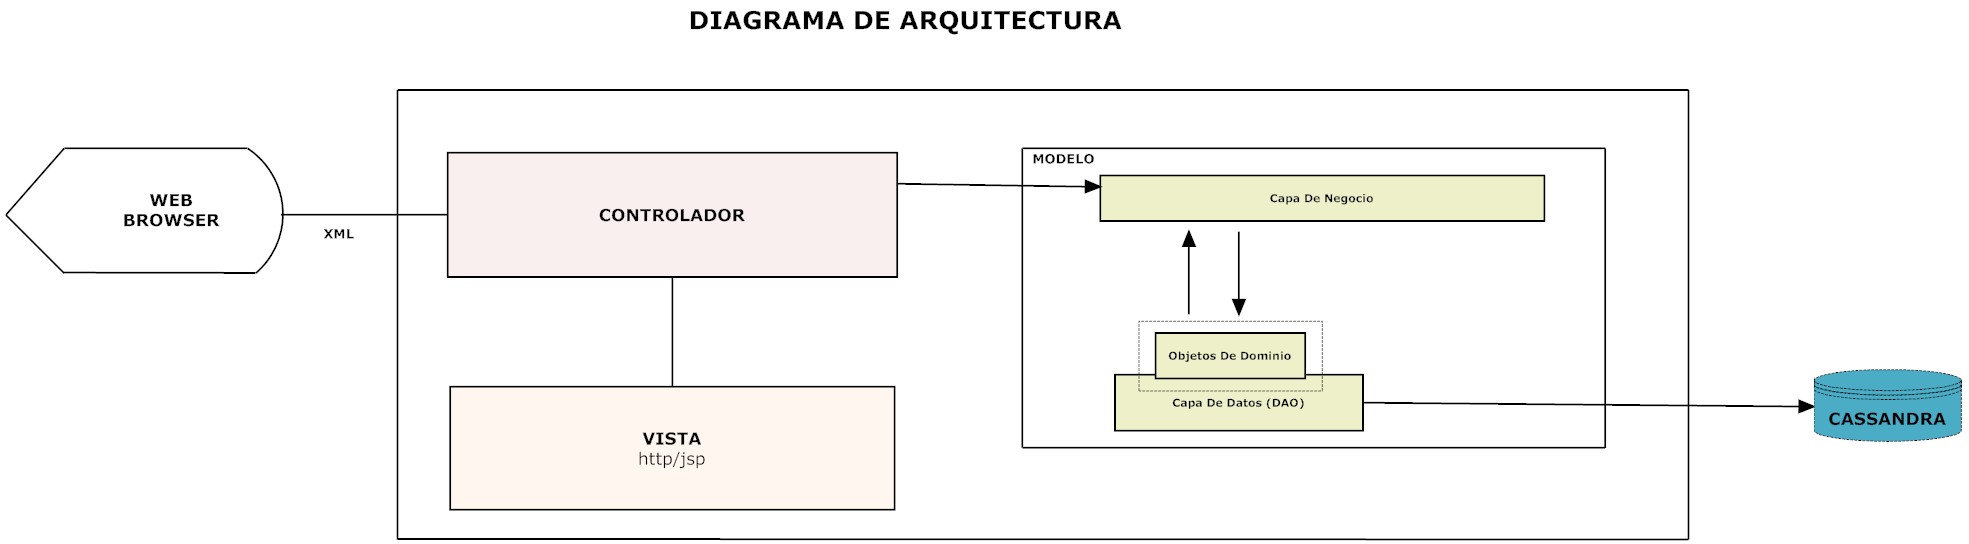 DIAGRAMA DE ARQUITECTURA
WEB
BROWSER
XML
CONTROLADOR
VISTA
http/jsp
MODELO
Capa De Negocio
Objetos De Dominio
Capa De Datos (DAO)
CASSANDRA